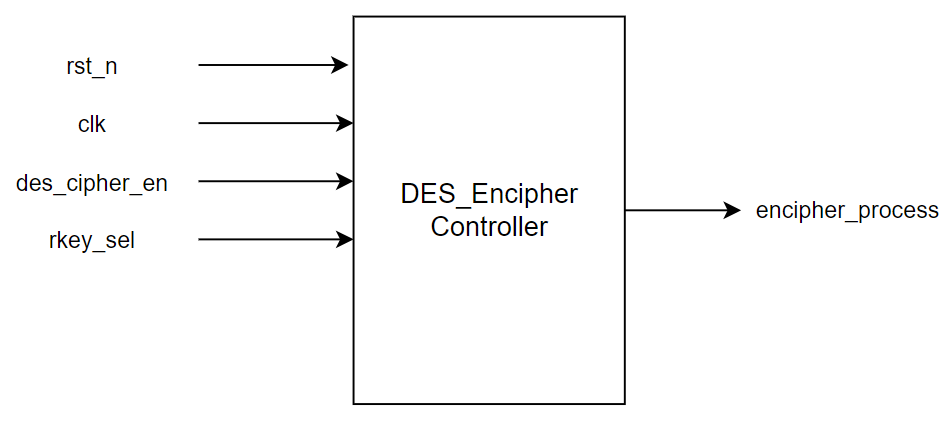 rst_n
clk
des_cipher_en
rkey_sel
DES_Encipher
Controller
encipher_process